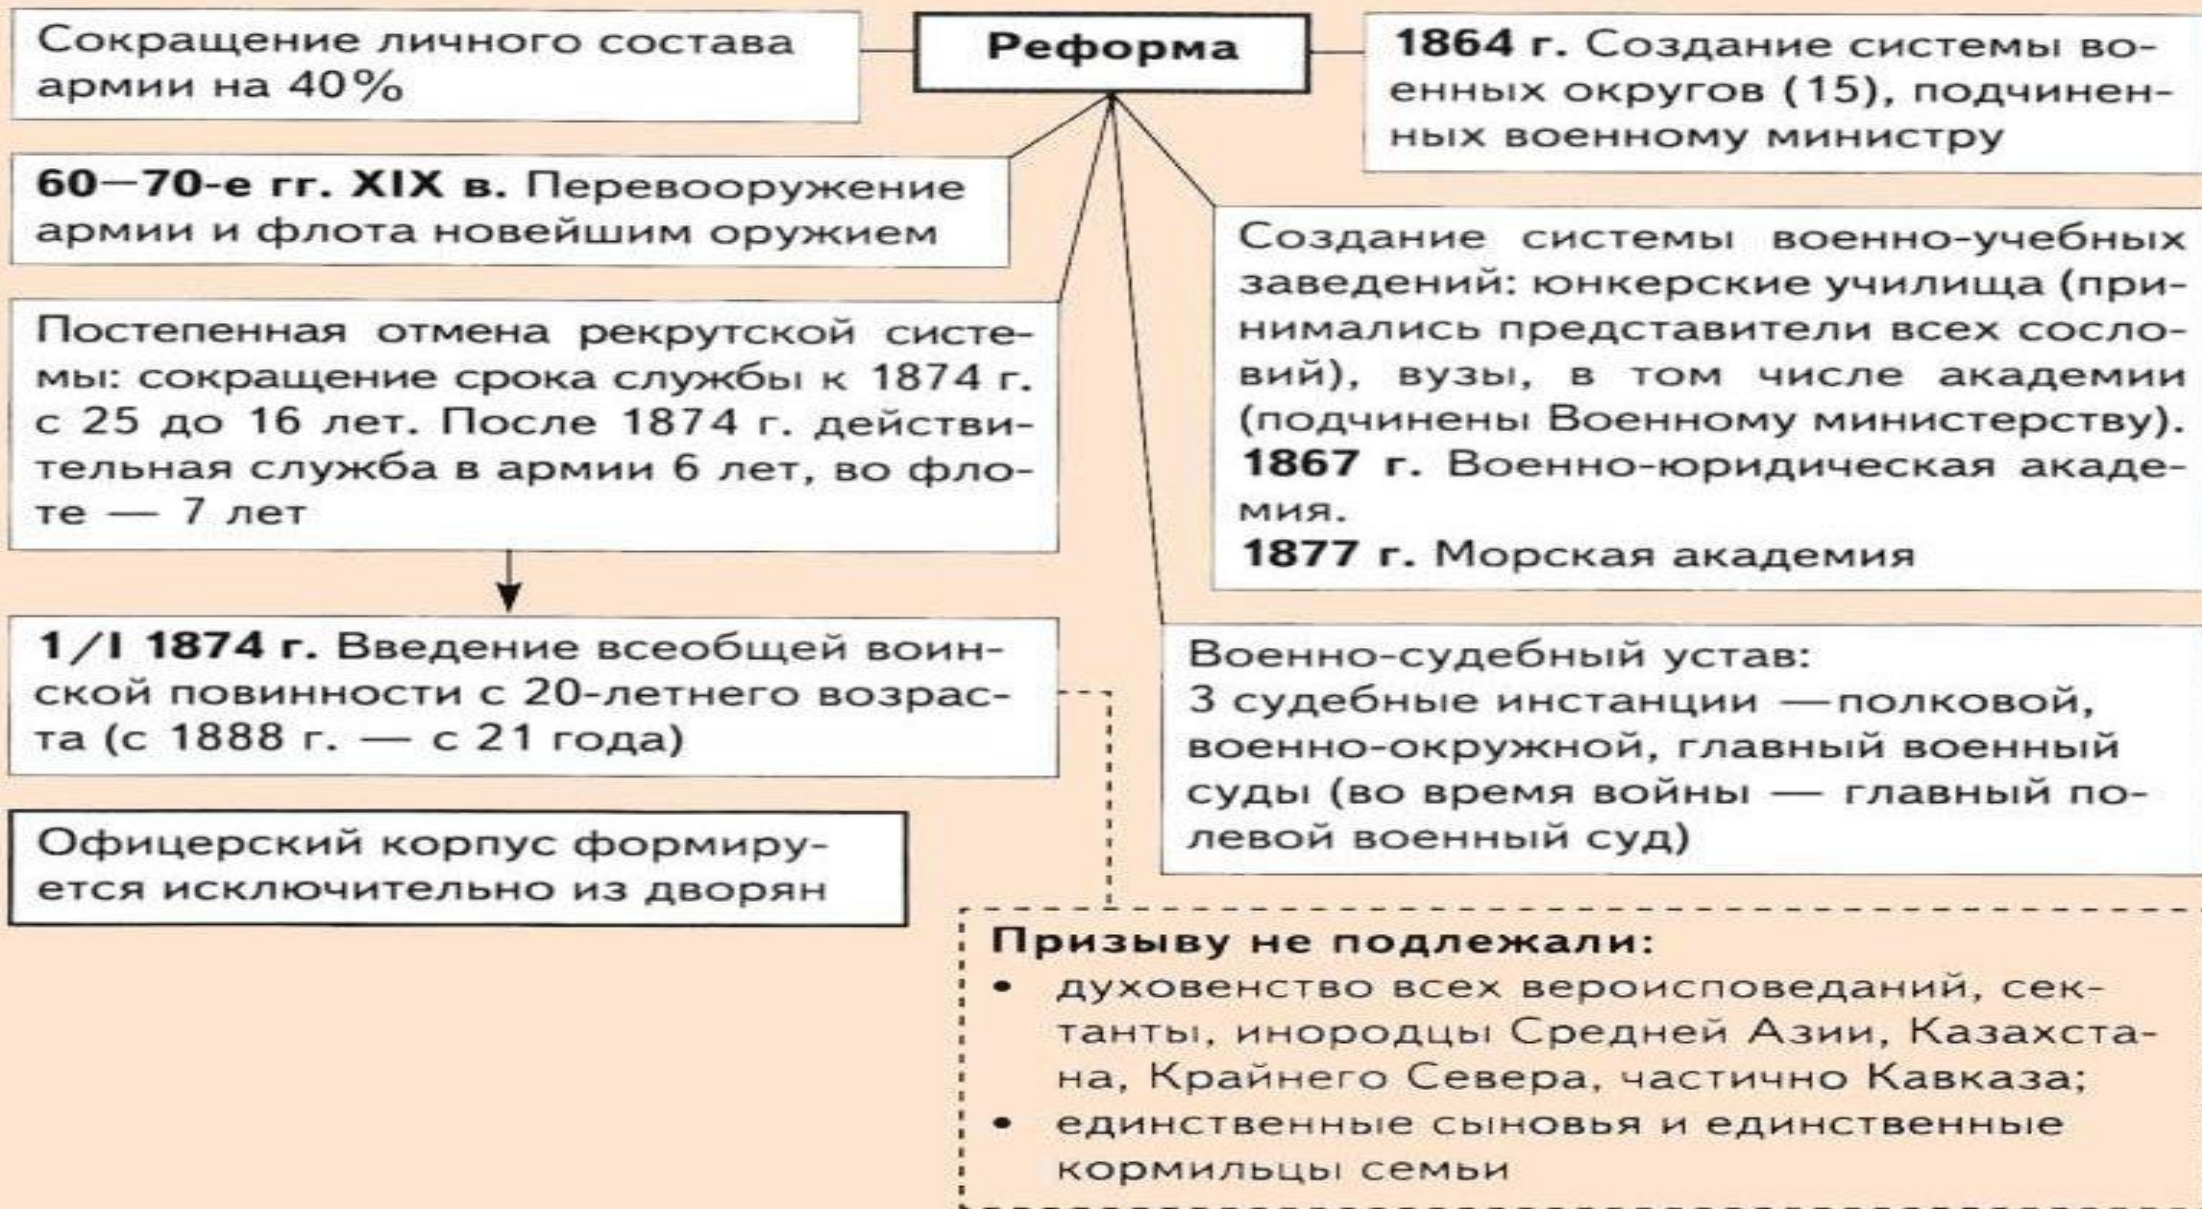 Реформа
Сокращение личного состава
армии на 40%
60—70-е гг. XIX в. Перевооружение
армии и флота новейшим оружием
Постепенная отмена рекрутской систе-
мы: сокращение срока службы к 1874 г.
с 25 до 16 лет. После 1874 г. действи-
тельная служба в армии 6 лет, во фло-
те — 7 лет
1/I 1874 г. Введение всеобщей воин-
ской повинности с 20-летнего возрас-
та (с 1888 г. — с 21 года)
Офицерский корпус формиру-
ется исключительно из дворян
1864 г. Создание системы во-
енных округов (15), подчинен-
ных военному министру
Создание системы военно-учебных
заведений: юнкерские училища (при-
нимались представители всех сосло-
вий), вузы, в том числе академии
(подчинены Военному министерству).
1867 г. Военно-юридическая акаде-
мия.
1877 г. Морская академия
Военно-судебный устав:
3 судебные инстанции —полковой,
военно-окружной, главный военный
суды (во время войны — главный по-
левой военный суд)
Призыву не подлежали:
• духовенство всех вероисповеданий, сек-
танты, инородцы Средней Азии, Казахста-
на, Крайнего Севера, частично Кавказа;
• единственные сыновья и единственные
кормильцы семьи